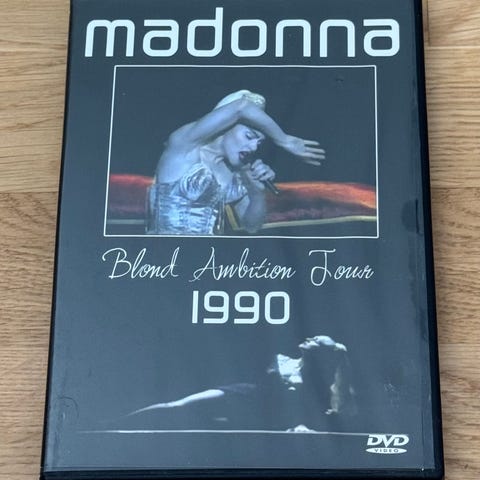 madonna
Blond Ambition Tour
1990
DVD
VIDEO